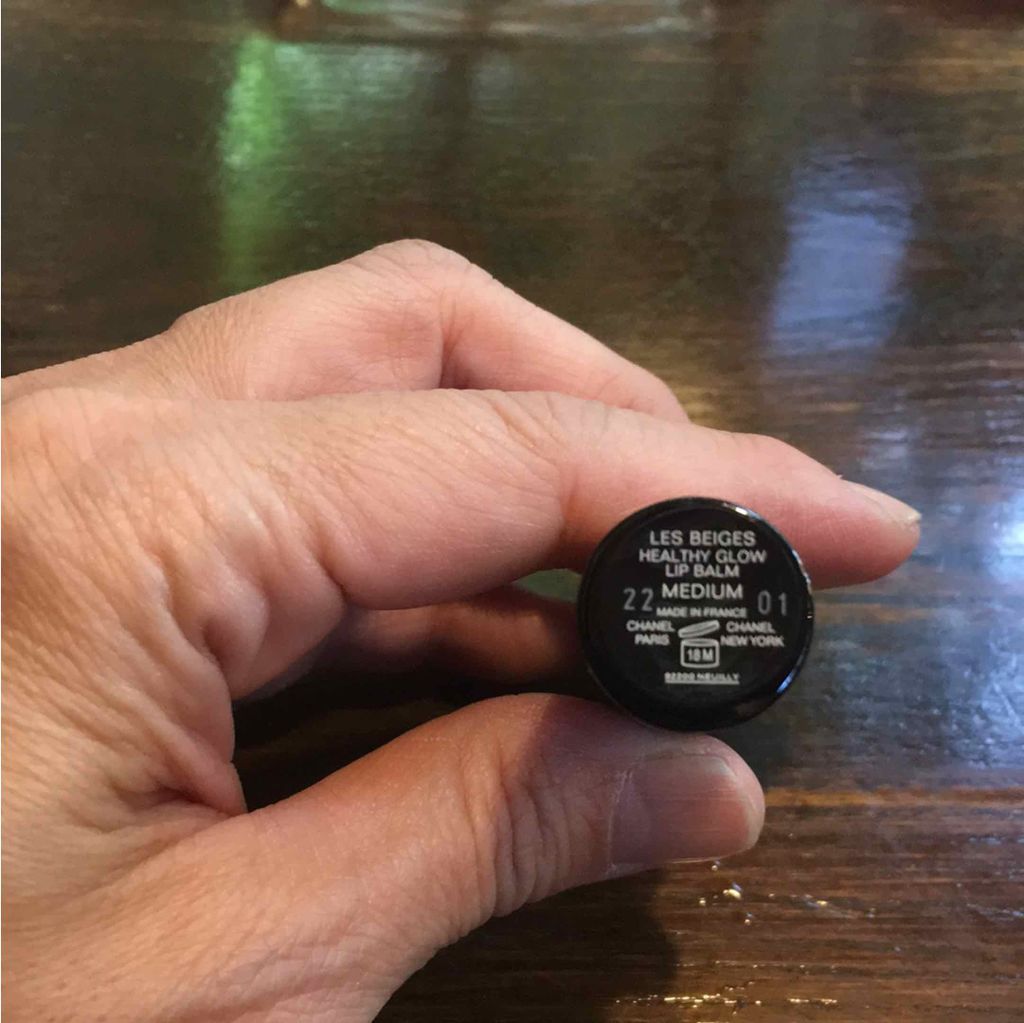 LES BEIGES
HEALTHY GLOW
LIP BALM
MEDIUM
22 MADE IN FRANCE 01
CHANEL CHANEL
PARIS NEW YORK
18 M
92200 NEUILLY